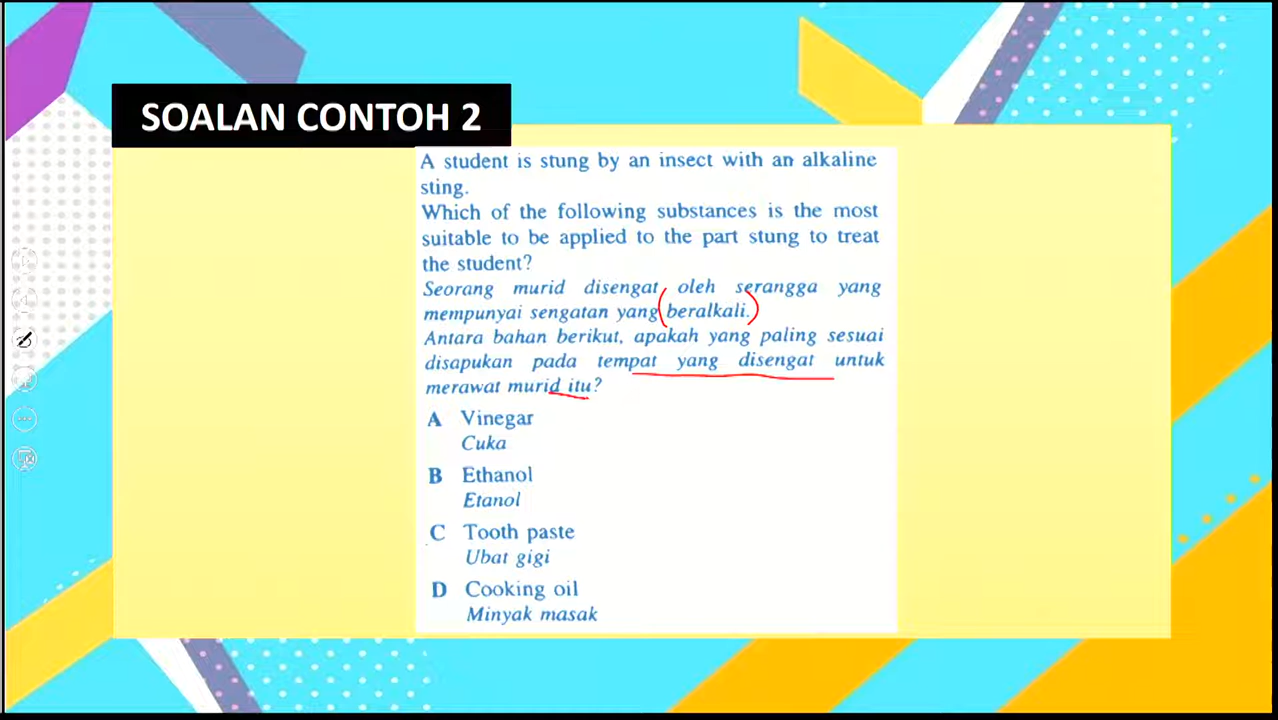 SOALAN CONTOH 2
A student is stung by an insect with an alkaline
sting.
Which of the following substances is the most
suitable to be applied to the part stung to treat
the student?
Seorang murid disengat oleh serangga yang
mempunyai sengatan yang beralkali.
Antara bahan berikut, apakah yang paling sesuai
disapukan pada tempat yang disengat untuk
merawat murid itu?
A Vinegar
Cuka
B Ethanol
Etanol
C Tooth paste
Ubat gigi
D Cooking oil
Minyak masak